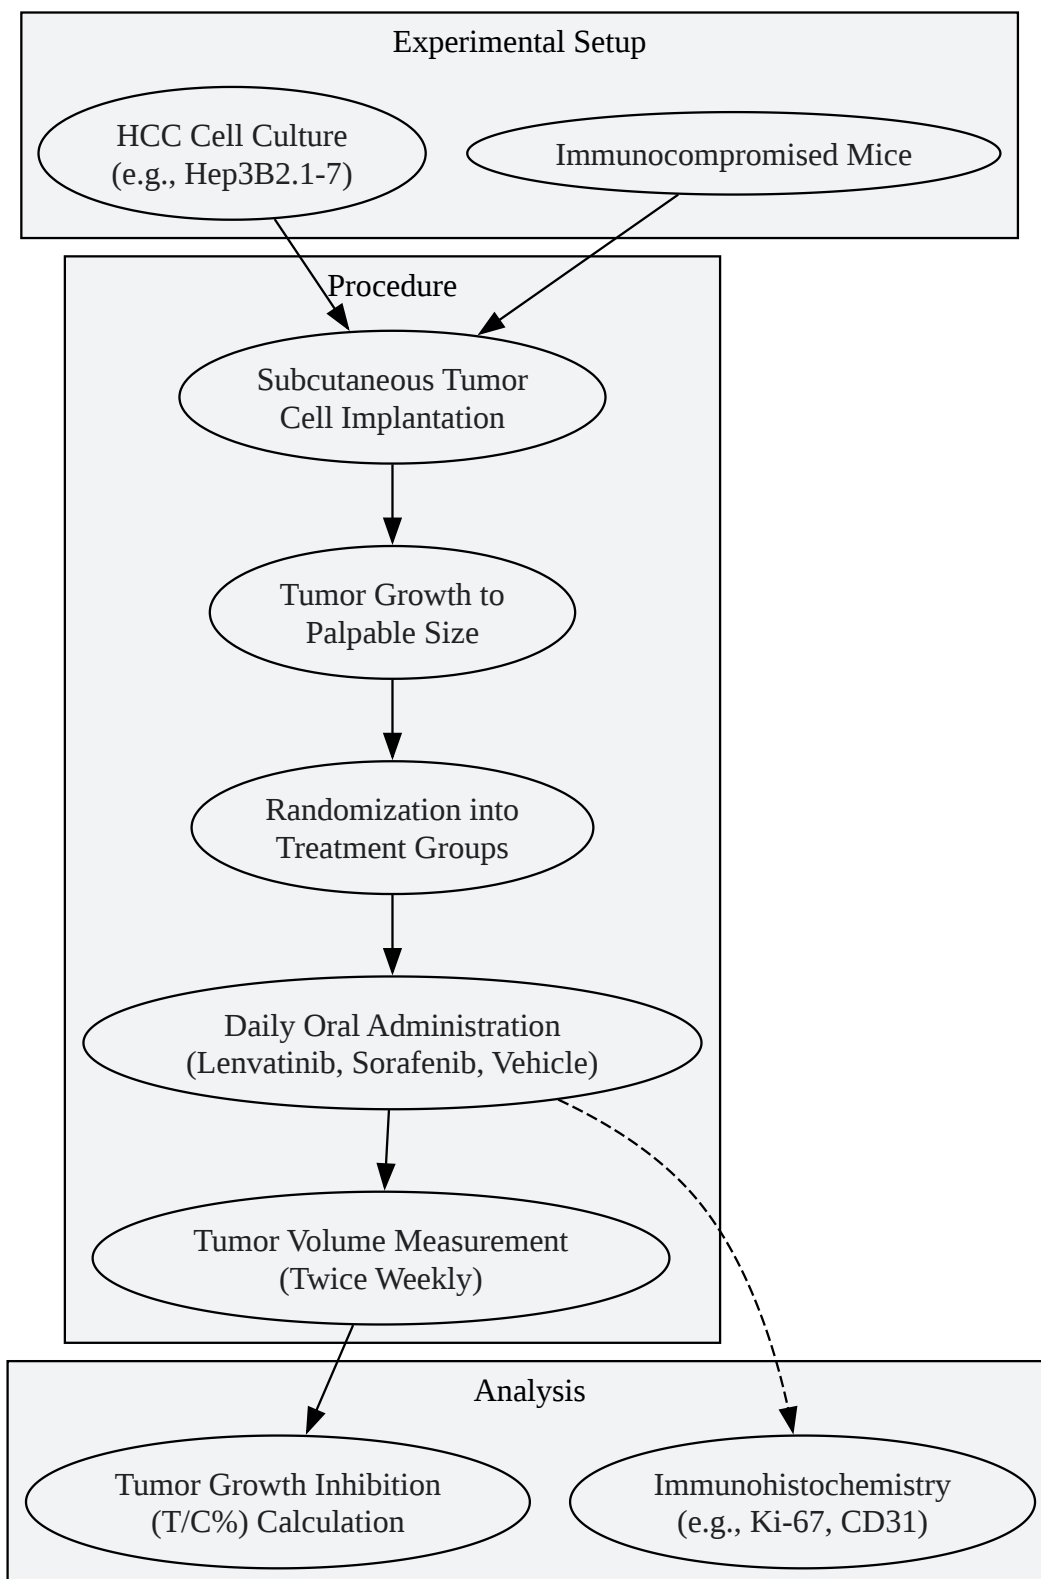 Experimental Setup
HCC Cell Culture
(e.g., Hep3B2.1-7)
Immunocompromised Mice
Procedure
Subcutaneous Tumor
Cell Implantation
Tumor Growth to
Palpable Size
Randomization into
Treatment Groups
Daily Oral Administration
(Lenvatinib, Sorafenib, Vehicle)
Tumor Volume Measurement
(Twice Weekly)
Analysis
Tumor Growth Inhibition
(T/C%) Calculation
Immunohistochemistry
(e.g., Ki-67, CD31)